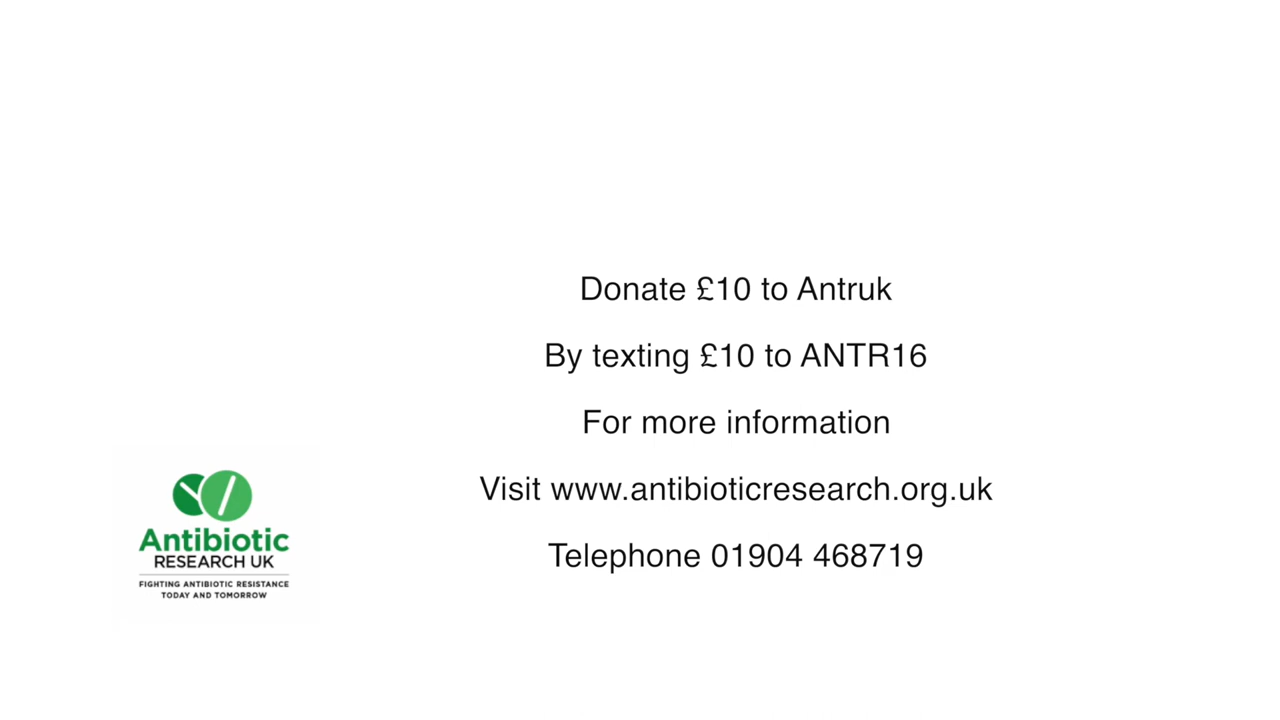 Donate £10 to Antruk
By texting £10 to ANTR16
For more information
Visit www.antibioticresearch.org.uk
Telephone 01904 468719
Antibiotic
RESEARCH UK
FIGHTING ANTIBIOTIC RESISTANCE
TODAY AND TOMORROW